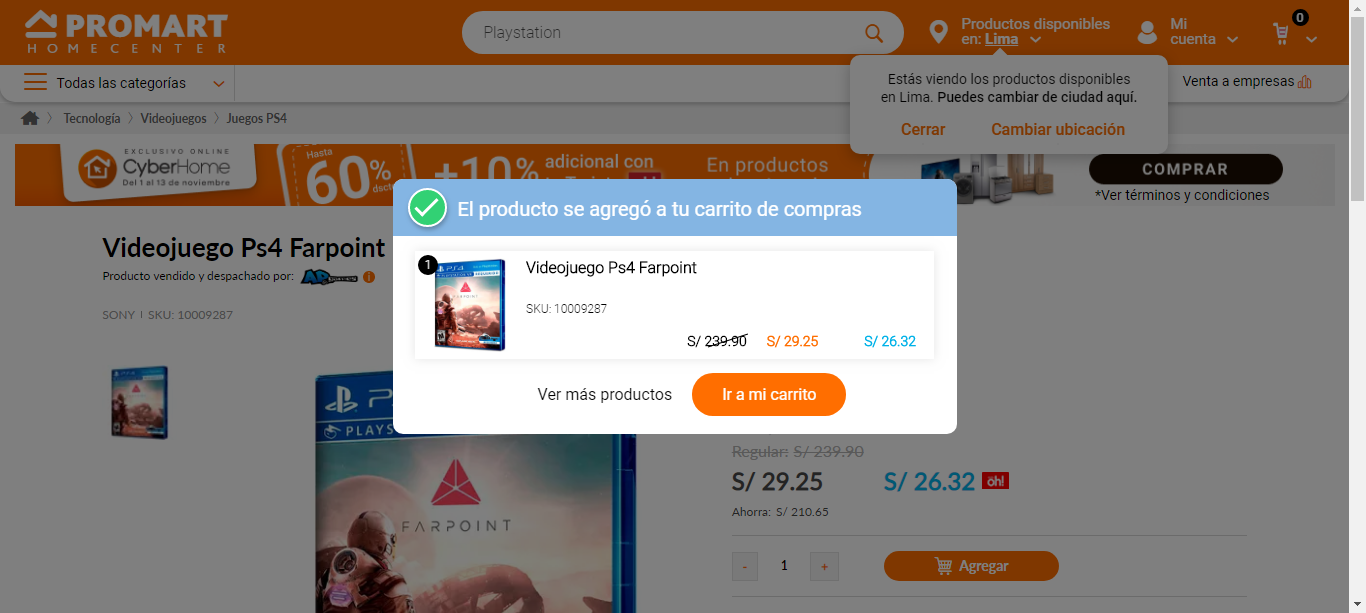 PROMART
HOMECENTER
Playstation
Productos disponibles
en: Lima
Mi
cuenta
0
Todas las categorías
Estás viendo los productos disponibles
en Lima. Puedes cambiar de ciudad aquí.
Cerrar
Cambiar ubicación
Venta a empresas
Tecnología
Videojuegos
Juegos PS4
EXCLUSIVO ONLINE
CyberHome
Del 1 al 13 de noviembre
Hasta
60%
dscto
+10%
adicional con
En productos
COMPRAR
*Ver términos y condiciones
El producto se agregó a tu carrito de compras
Videojuego Ps4 Farpoint
Producto vendido y despachado por:
SONY | SKU: 10009287
1
PS4
FARPOINT
Videojuego Ps4 Farpoint
SKU: 10009287
S/ 239.90
S/ 29.25
S/ 26.32
Ver más productos
Ir a mi carrito
PLAYS
FARPOINT
Regular: S/ 239.90
S/ 29.25
S/ 26.32
oh!
Ahorra: S/ 210.65
-
1
+
Agregar